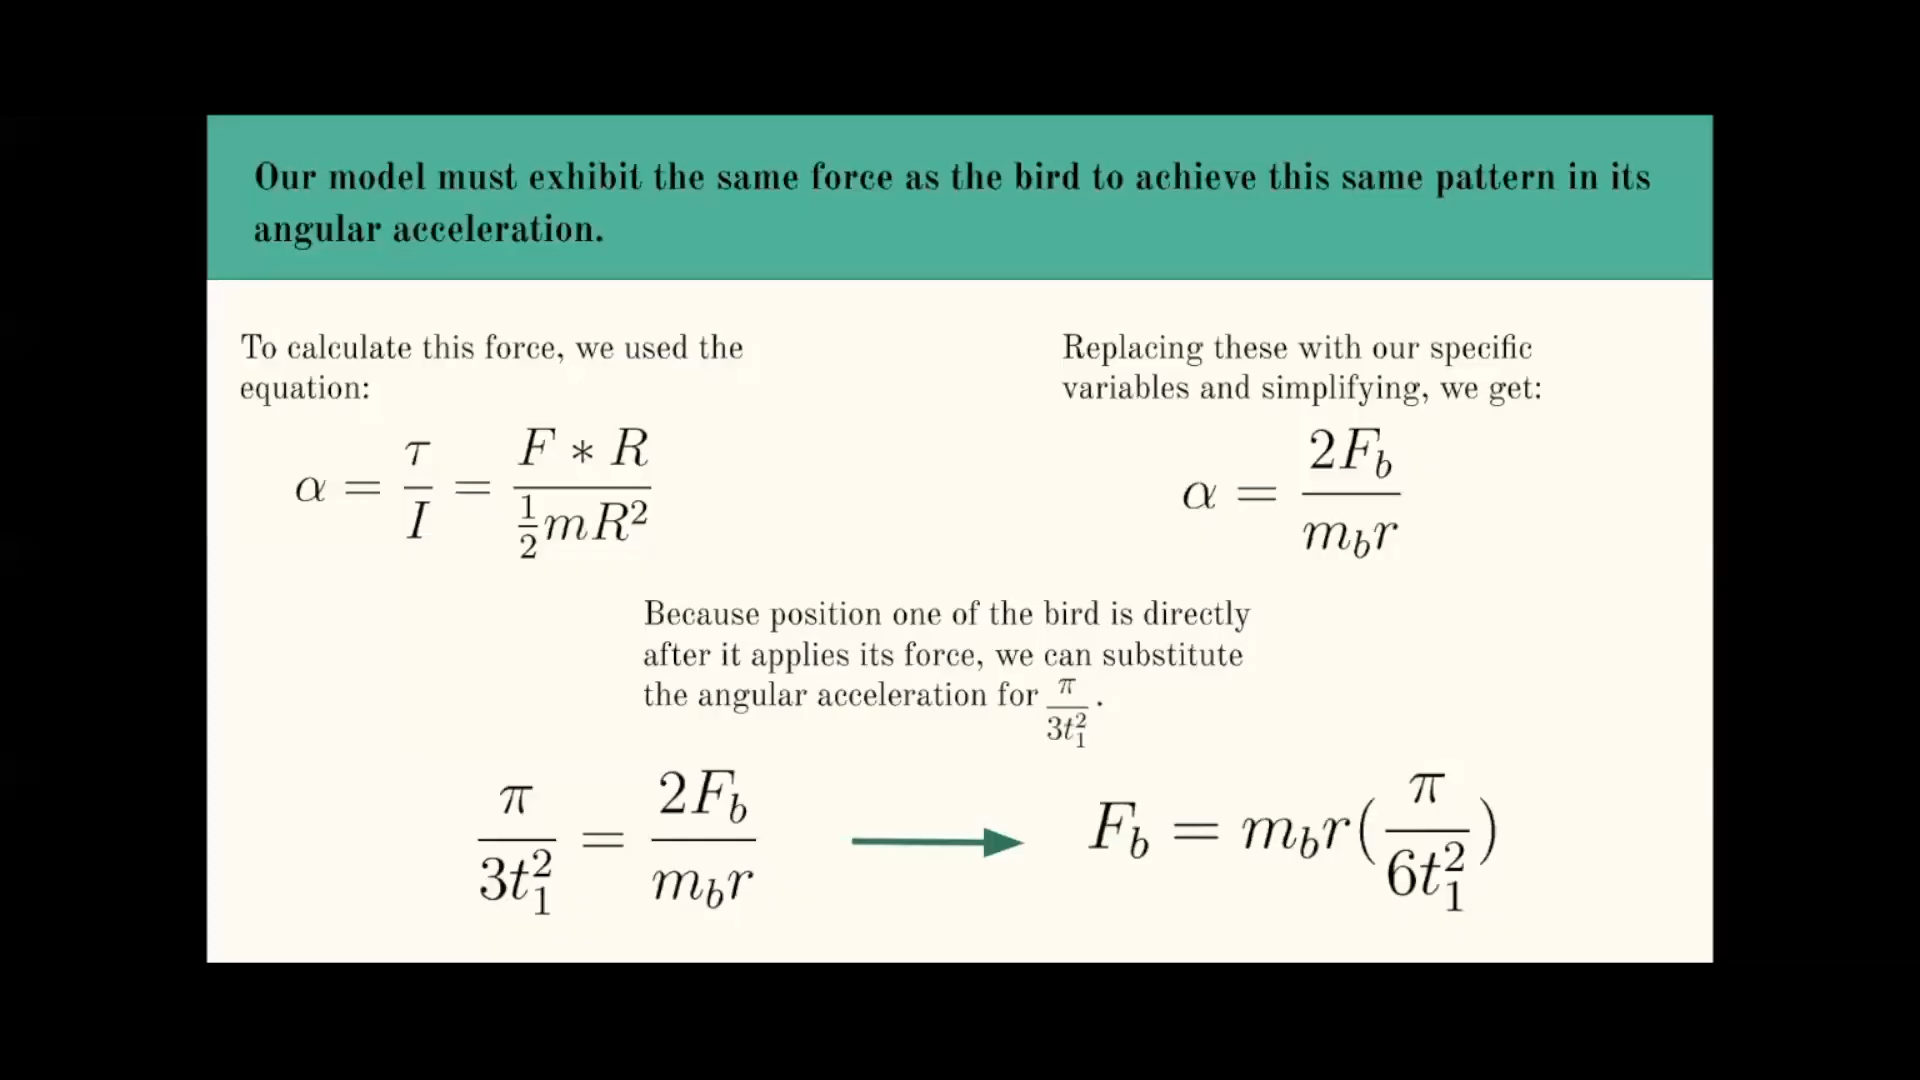 Our model must exhibit the same force as the bird to achieve this same pattern in its
angular acceleration.
To calculate this force, we used the
equation:
α = τ/I = (F * R)/(½mR²)
Replacing these with our specific
variables and simplifying, we get:
α = 2F_b/(m_b r)
Because position one of the bird is directly
after it applies its force, we can substitute
the angular acceleration for π/(3t₁²).
π/(3t₁²) = 2F_b/(m_b r)
F_b = m_b r(π/(6t₁²))